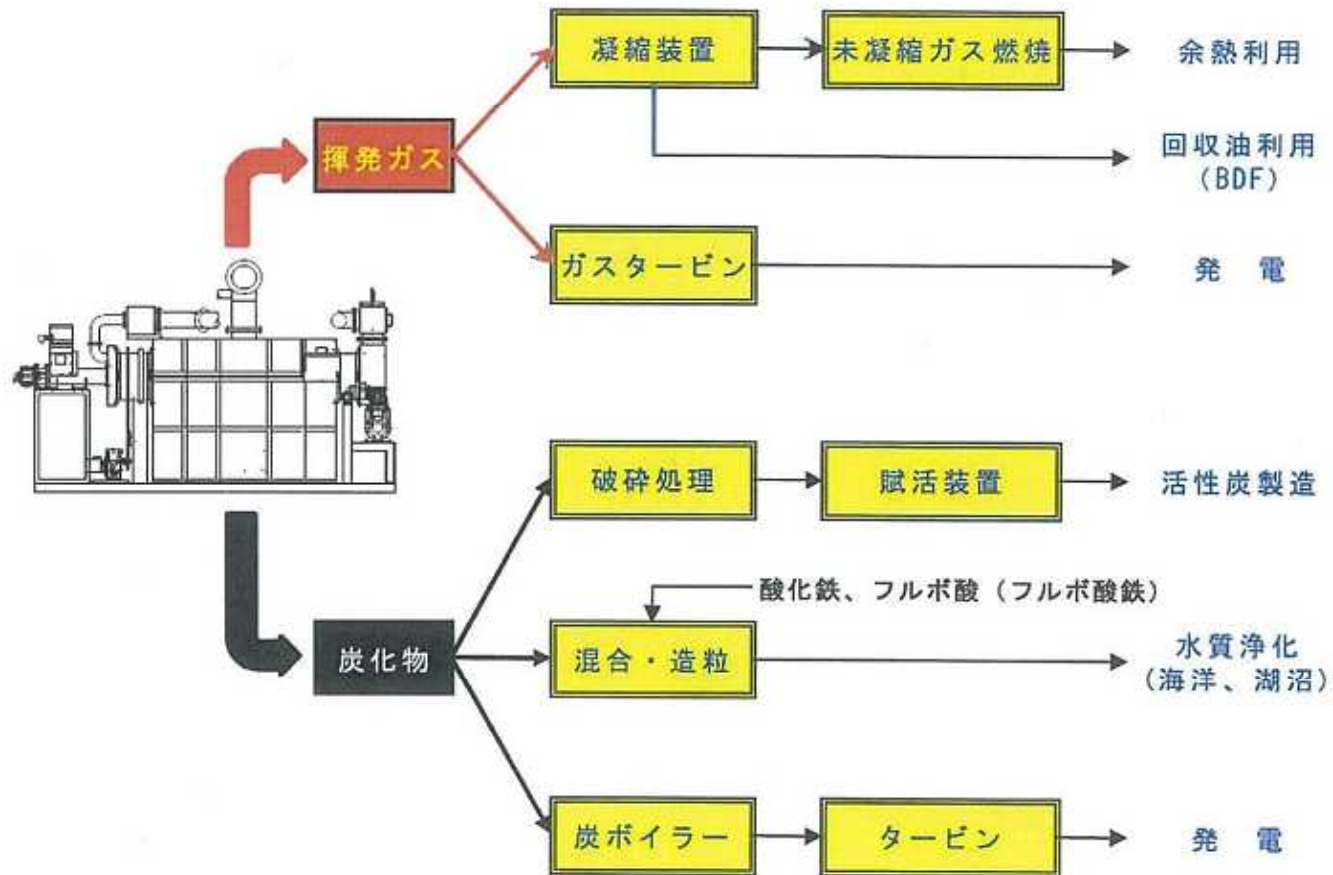 凝縮装置
未凝縮ガス燃焼
余熱利用
揮発ガス
回収油利用
(BDF)
ガスタービン
発 電
破砕処理
賦活装置
活性炭製造
酸化鉄、フルボ酸（フルボ酸鉄）
炭化物
混合・造粒
水質浄化
(海洋、湖沼)
炭ボイラー
タービン
発 電